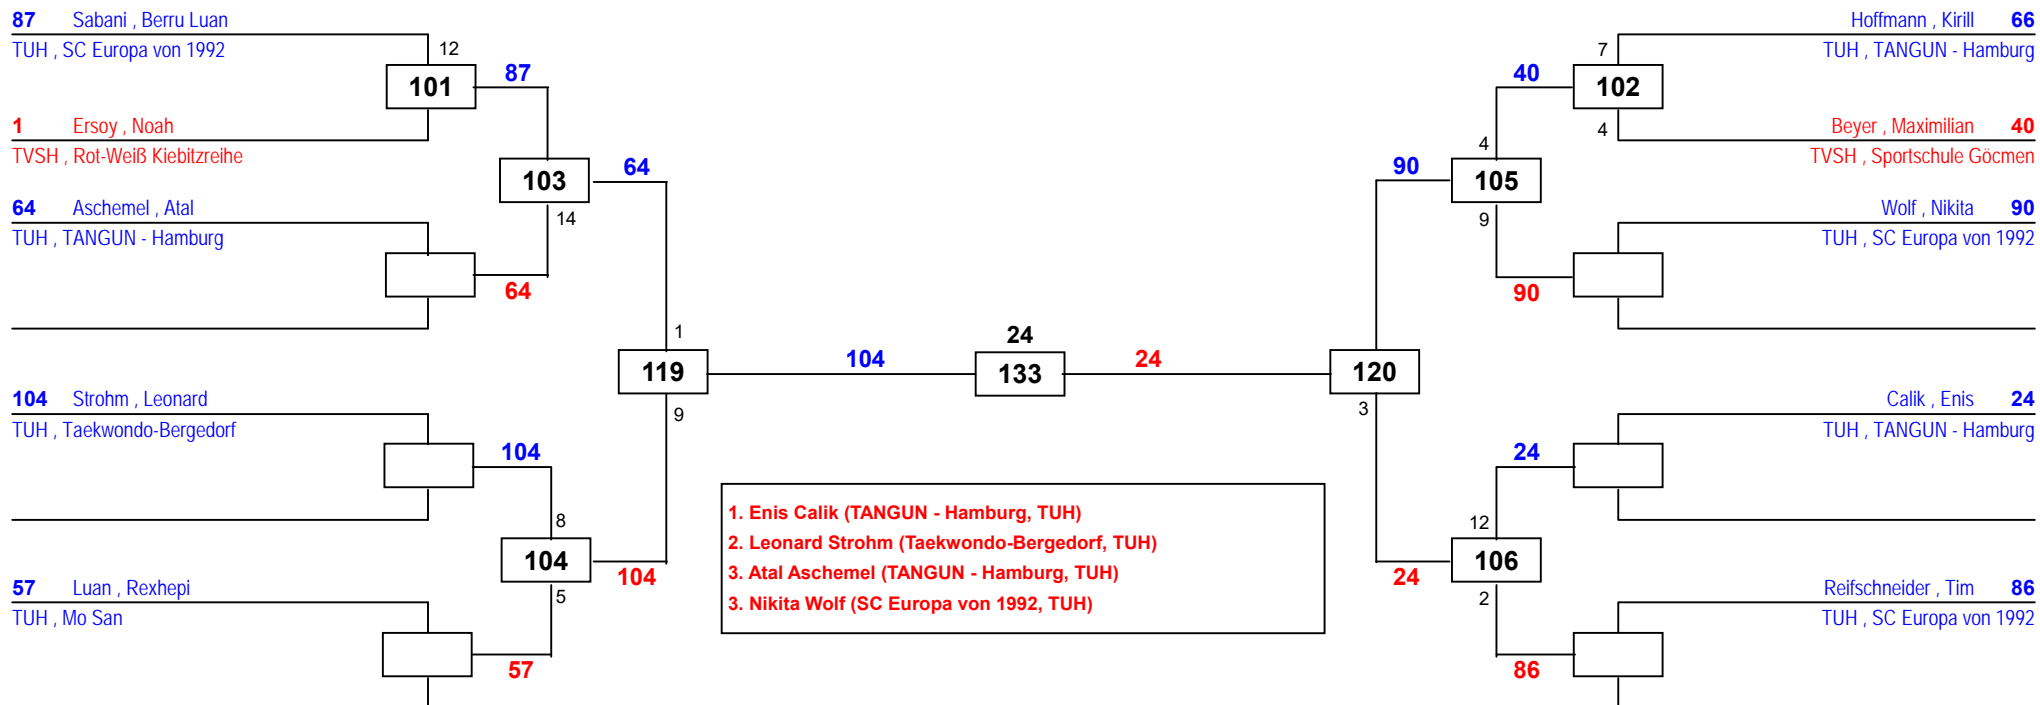 87 Sabani , Berru Luan
TUH , SC Europa von 1992
12
101
87
1 Ersoy , Noah
TVSH , Rot-Weiß Kiebitzreihe
103
64
14
64 Aschemel , Atal
TUH , TANGUN - Hamburg
64
1
119
9
104
104 Strohm , Leonard
TUH , Taekwondo-Bergedorf
104
8
104
104
5
57 Luan , Rexhepi
TUH , Mo San
57
24
133
24
1. Enis Calik (TANGUN - Hamburg, TUH)
2. Leonard Strohm (Taekwondo-Bergedorf, TUH)
3. Atal Aschemel (TANGUN - Hamburg, TUH)
3. Nikita Wolf (SC Europa von 1992, TUH)
Hoffmann , Kirill 66
TUH , TANGUN - Hamburg
7
40
102
4
Beyer , Maximilian 40
TVSH , Sportschule Göcmen
4
90
105
9
Wolf , Nikita 90
TUH , SC Europa von 1992
90
120
3
Calik , Enis 24
TUH , TANGUN - Hamburg
24
12
106
24
2
Reifschneider , Tim 86
TUH , SC Europa von 1992
86